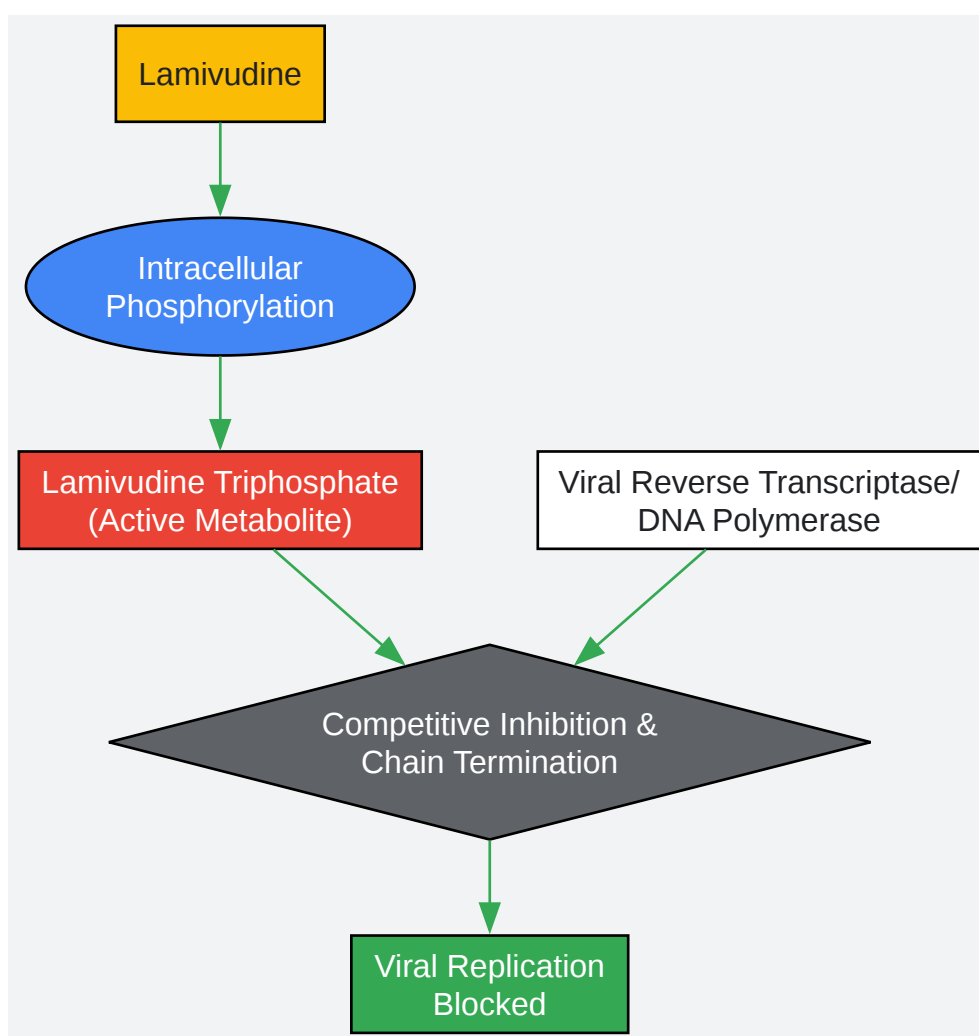 Lamivudine
Intracellular
Phosphorylation
Lamivudine Triphosphate
(Active Metabolite)
Viral Reverse Transcriptase/
DNA Polymerase
Competitive Inhibition &
Chain Termination
Viral Replication
Blocked